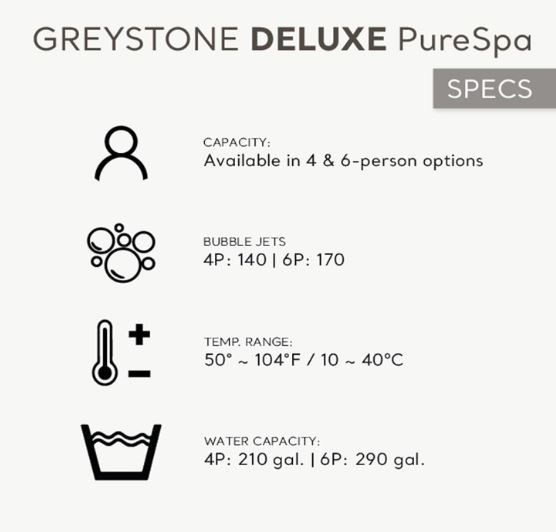 GREYSTONE DELUXE PureSpa
SPECS
CAPACITY:
Available in 4 & 6-person options
BUBBLE JETS
4P: 140 | 6P: 170
TEMP. RANGE:
50° ~ 104°F / 10 ~ 40°C
WATER CAPACITY:
4P: 210 gal. | 6P: 290 gal.